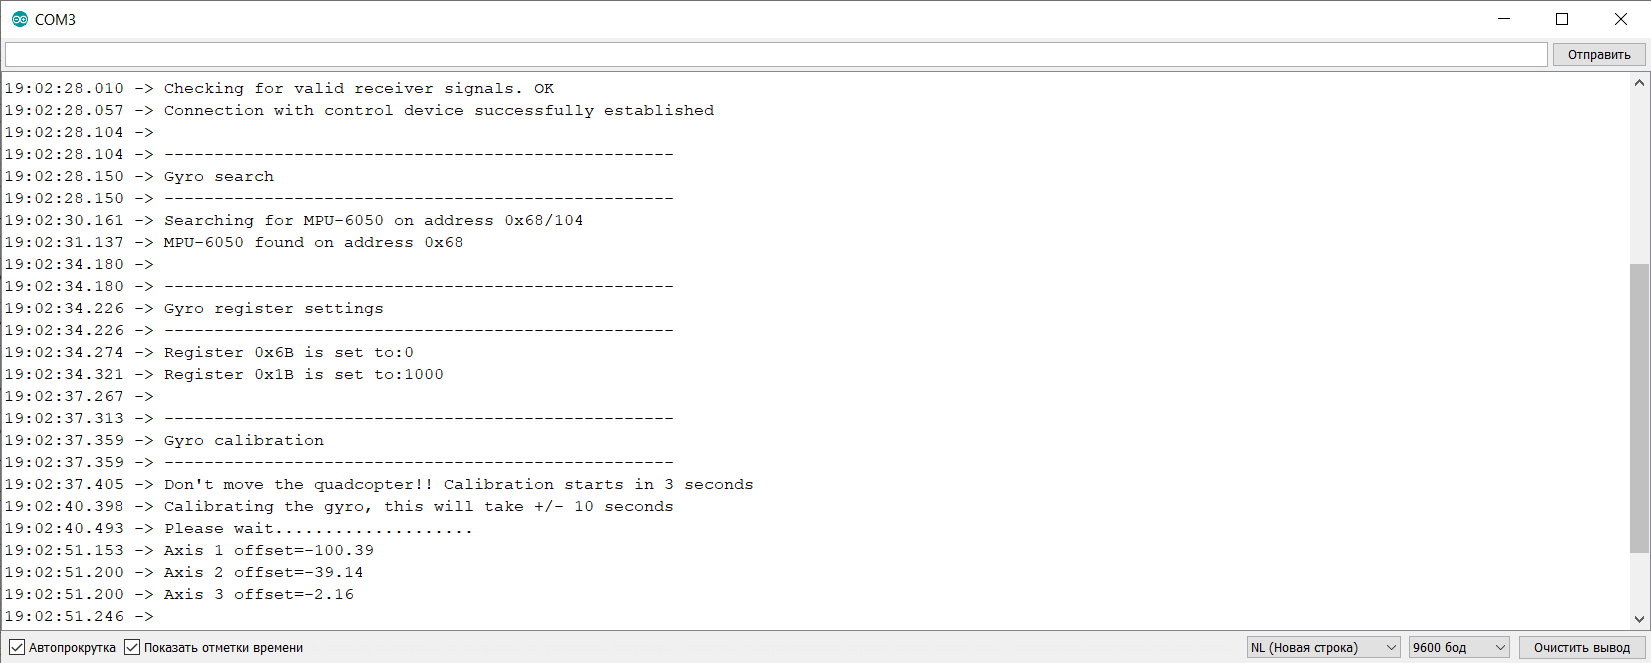 COM3
Отправить
19:02:28.010 -> Checking for valid receiver signals. OK
19:02:28.057 -> Connection with control device successfully established
19:02:28.104 ->
19:02:28.104 -> ---------------------------------------------------
19:02:28.150 -> Gyro search
19:02:28.150 -> ---------------------------------------------------
19:02:30.161 -> Searching for MPU-6050 on address 0x68/104
19:02:31.137 -> MPU-6050 found on address 0x68
19:02:34.180 ->
19:02:34.180 -> ---------------------------------------------------
19:02:34.226 -> Gyro register settings
19:02:34.226 -> ---------------------------------------------------
19:02:34.274 -> Register 0x6B is set to:0
19:02:34.321 -> Register 0x1B is set to:1000
19:02:37.267 ->
19:02:37.313 -> ---------------------------------------------------
19:02:37.359 -> Gyro calibration
19:02:37.359 -> ---------------------------------------------------
19:02:37.405 -> Don't move the quadcopter!! Calibration starts in 3 seconds
19:02:40.398 -> Calibrating the gyro, this will take +/- 10 seconds
19:02:40.493 -> Please wait....................
19:02:51.153 -> Axis 1 offset=-100.39
19:02:51.200 -> Axis 2 offset=-39.14
19:02:51.200 -> Axis 3 offset=-2.16
19:02:51.246 ->
Автопрокрутка Показать отметки времени NL (Новая строка) 9600 бод Очистить вывод